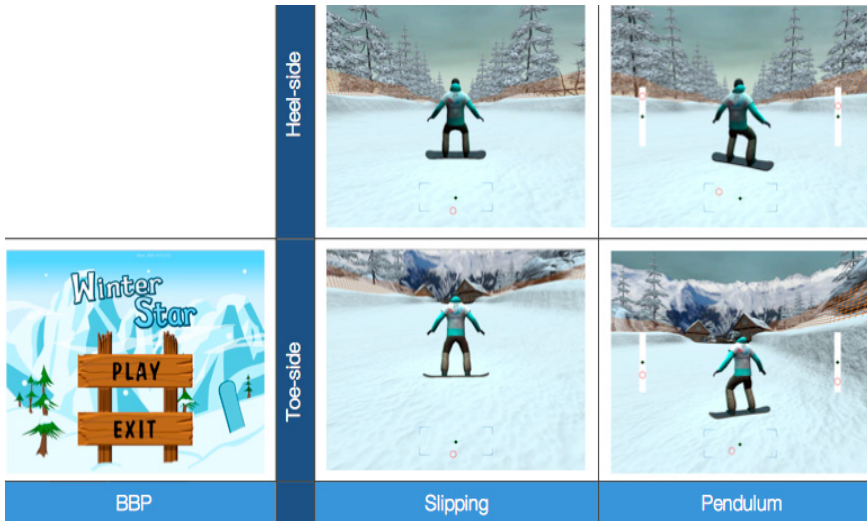 Heel-side
Winter
Star
PLAY
EXIT
Toe-side
BBP
Slipping
Pendulum